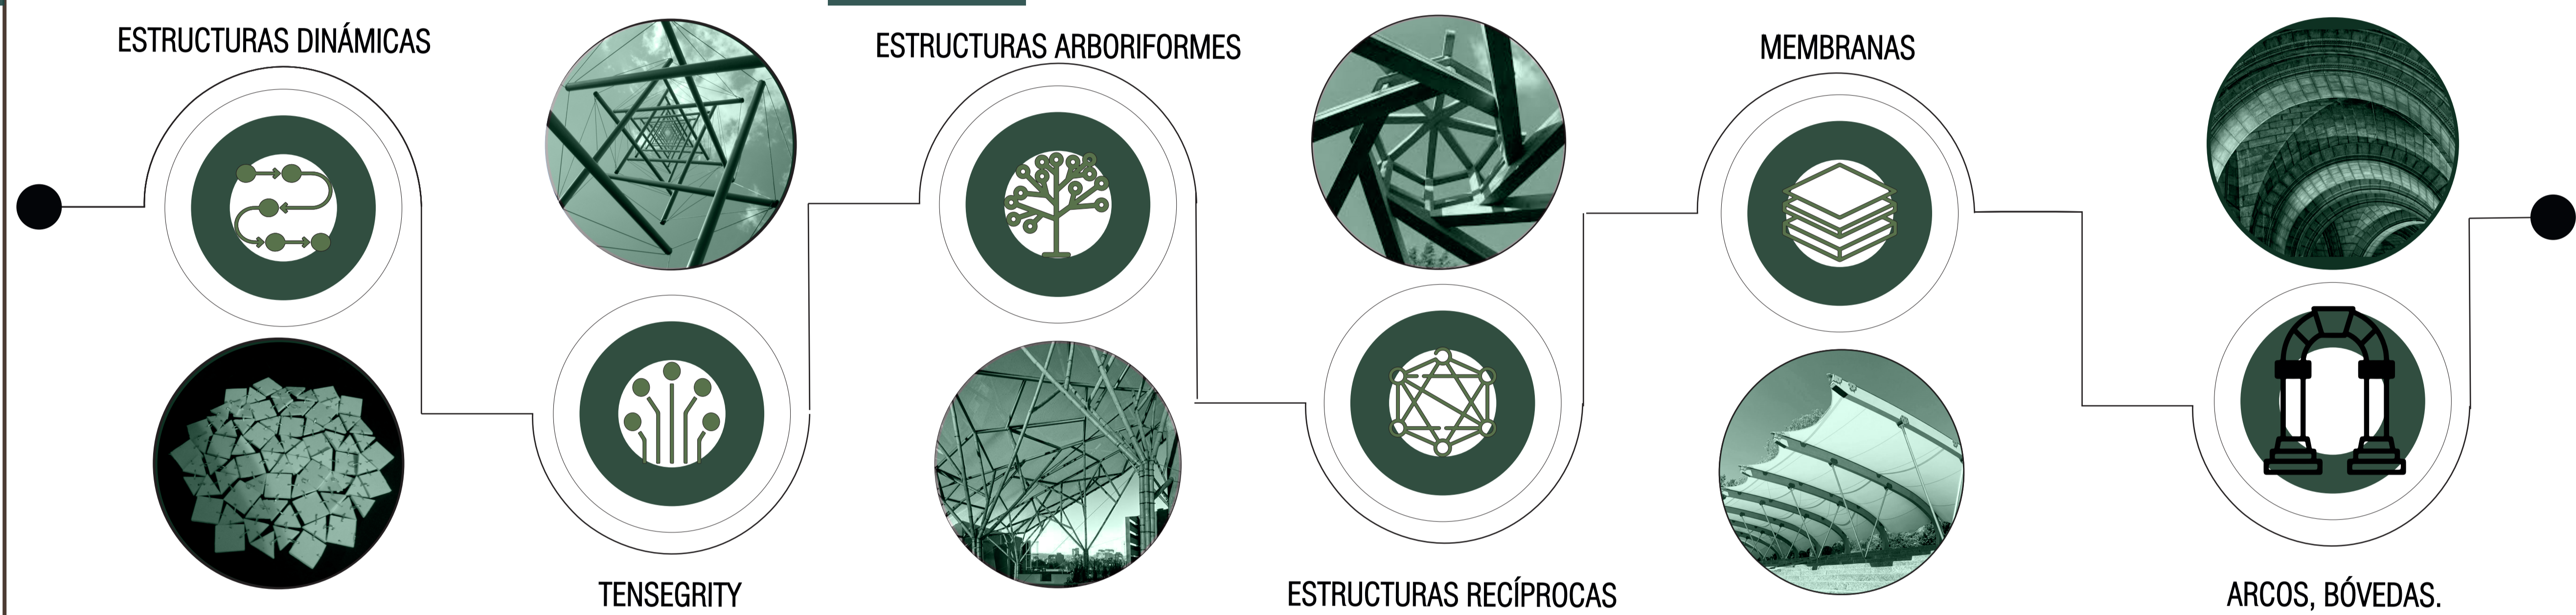 ESTRUCTURAS DINÁMICAS
TENSEGRITY
ESTRUCTURAS ARBORIFORMES
ESTRUCTURAS RECÍPROCAS
MEMBRANAS
ARCOS, BÓVEDAS.